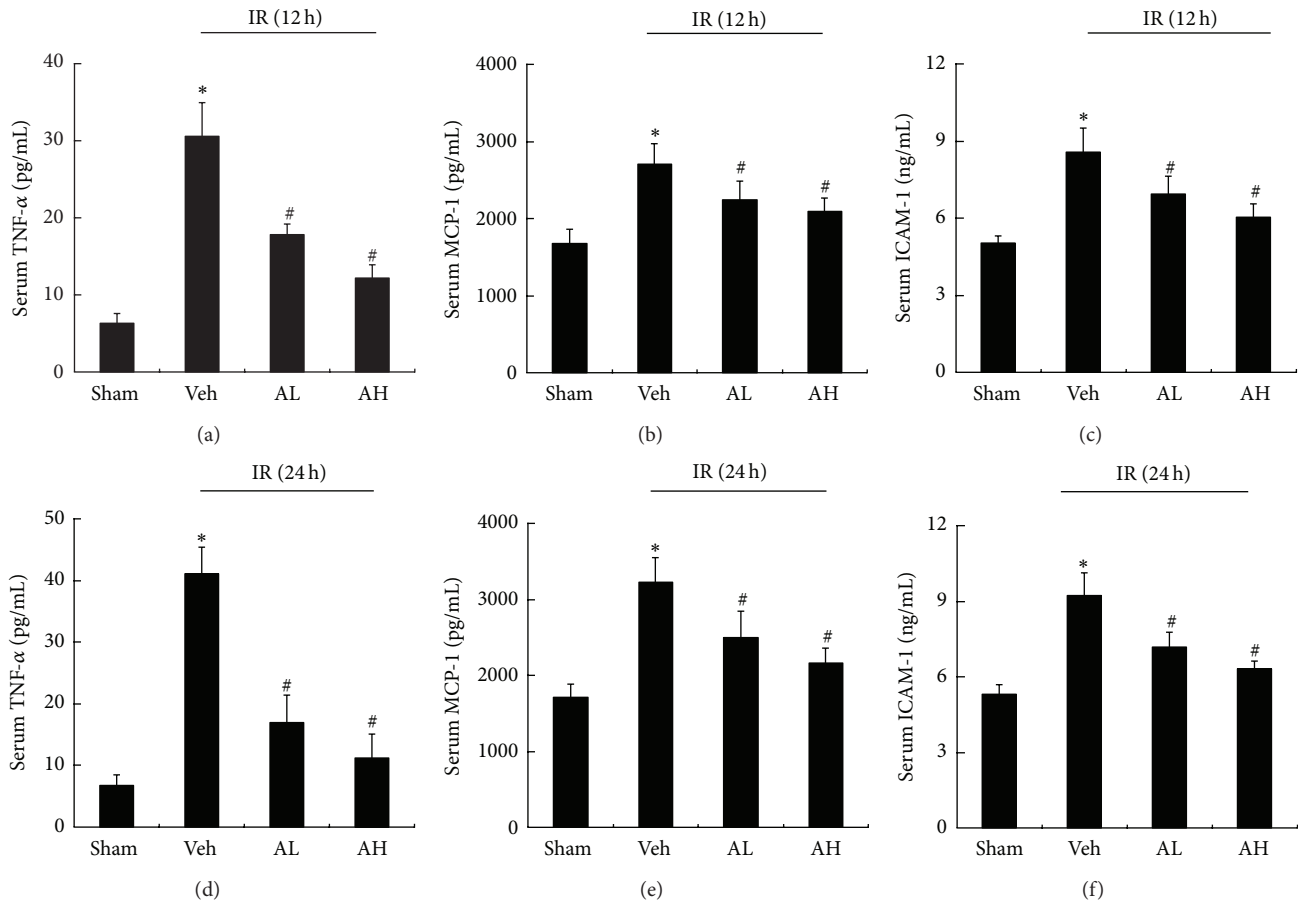 IR (12 h)
40
30
20
10
0
Serum TNF-α (pg/mL)
*
#
#
Sham Veh AL AH
(a)
IR (12 h)
4000
3000
2000
1000
0
Serum MCP-1 (pg/mL)
*
#
#
Sham Veh AL AH
(b)
IR (12 h)
12
9
6
3
0
Serum ICAM-1 (ng/mL)
*
#
#
Sham Veh AL AH
(c)
IR (24 h)
50
40
30
20
10
0
Serum TNF-α (pg/mL)
*
#
#
Sham Veh AL AH
(d)
IR (24 h)
4000
3000
2000
1000
0
Serum MCP-1 (pg/mL)
*
#
#
Sham Veh AL AH
(e)
IR (24 h)
12
9
6
3
0
Serum ICAM-1 (ng/mL)
*
#
#
Sham Veh AL AH
(f)